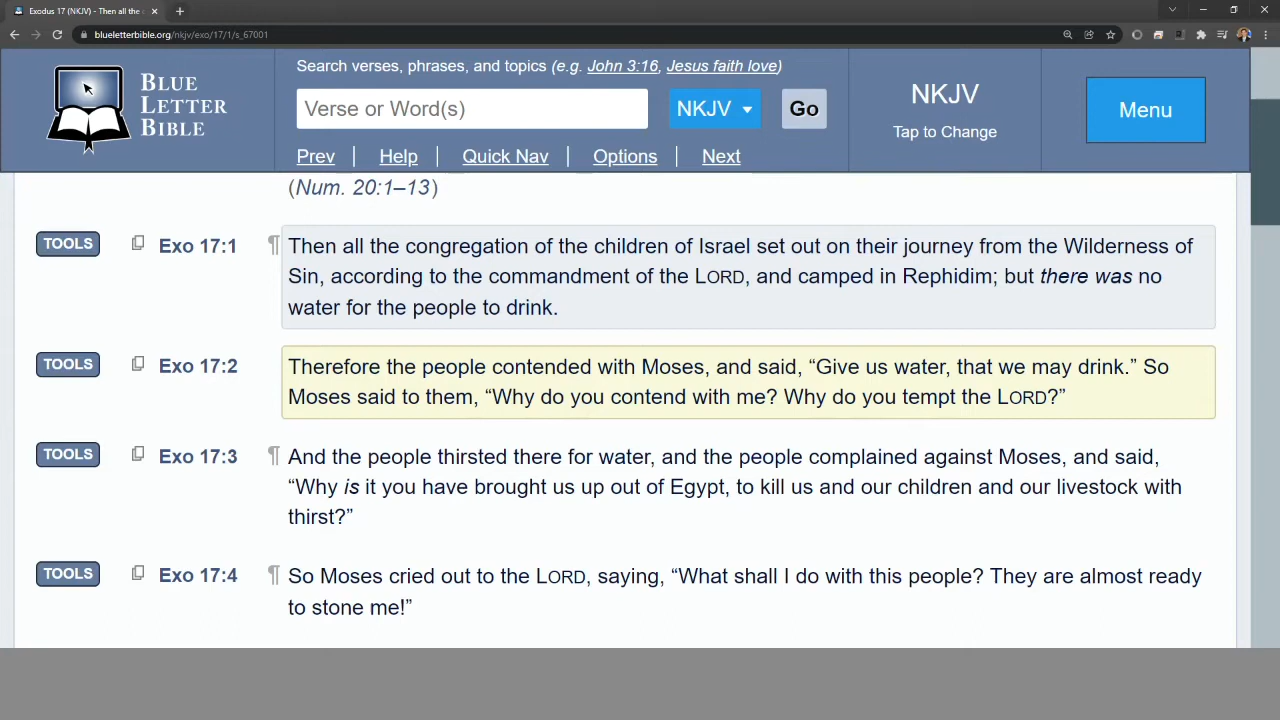 Exodus 17 (NKJV) - Then all the
blueletterbible.org/nkjv/exo/17/1/s_67001
BLUE
LETTER
BIBLE
Search verses, phrases, and topics (e.g. John 3:16, Jesus faith love)
Verse or Word(s)
NKJV
Go
Prev | Help | Quick Nav | Options | Next
NKJV
Tap to Change
Menu
(Num. 20:1–13)
TOOLS Exo 17:1 ¶ Then all the congregation of the children of Israel set out on their journey from the Wilderness of
Sin, according to the commandment of the LORD, and camped in Rephidim; but there was no
water for the people to drink.
TOOLS Exo 17:2 Therefore the people contended with Moses, and said, “Give us water, that we may drink.” So
Moses said to them, “Why do you contend with me? Why do you tempt the LORD?”
TOOLS Exo 17:3 ¶ And the people thirsted there for water, and the people complained against Moses, and said,
“Why is it you have brought us up out of Egypt, to kill us and our children and our livestock with
thirst?”
TOOLS Exo 17:4 ¶ So Moses cried out to the LORD, saying, “What shall I do with this people? They are almost ready
to stone me!”